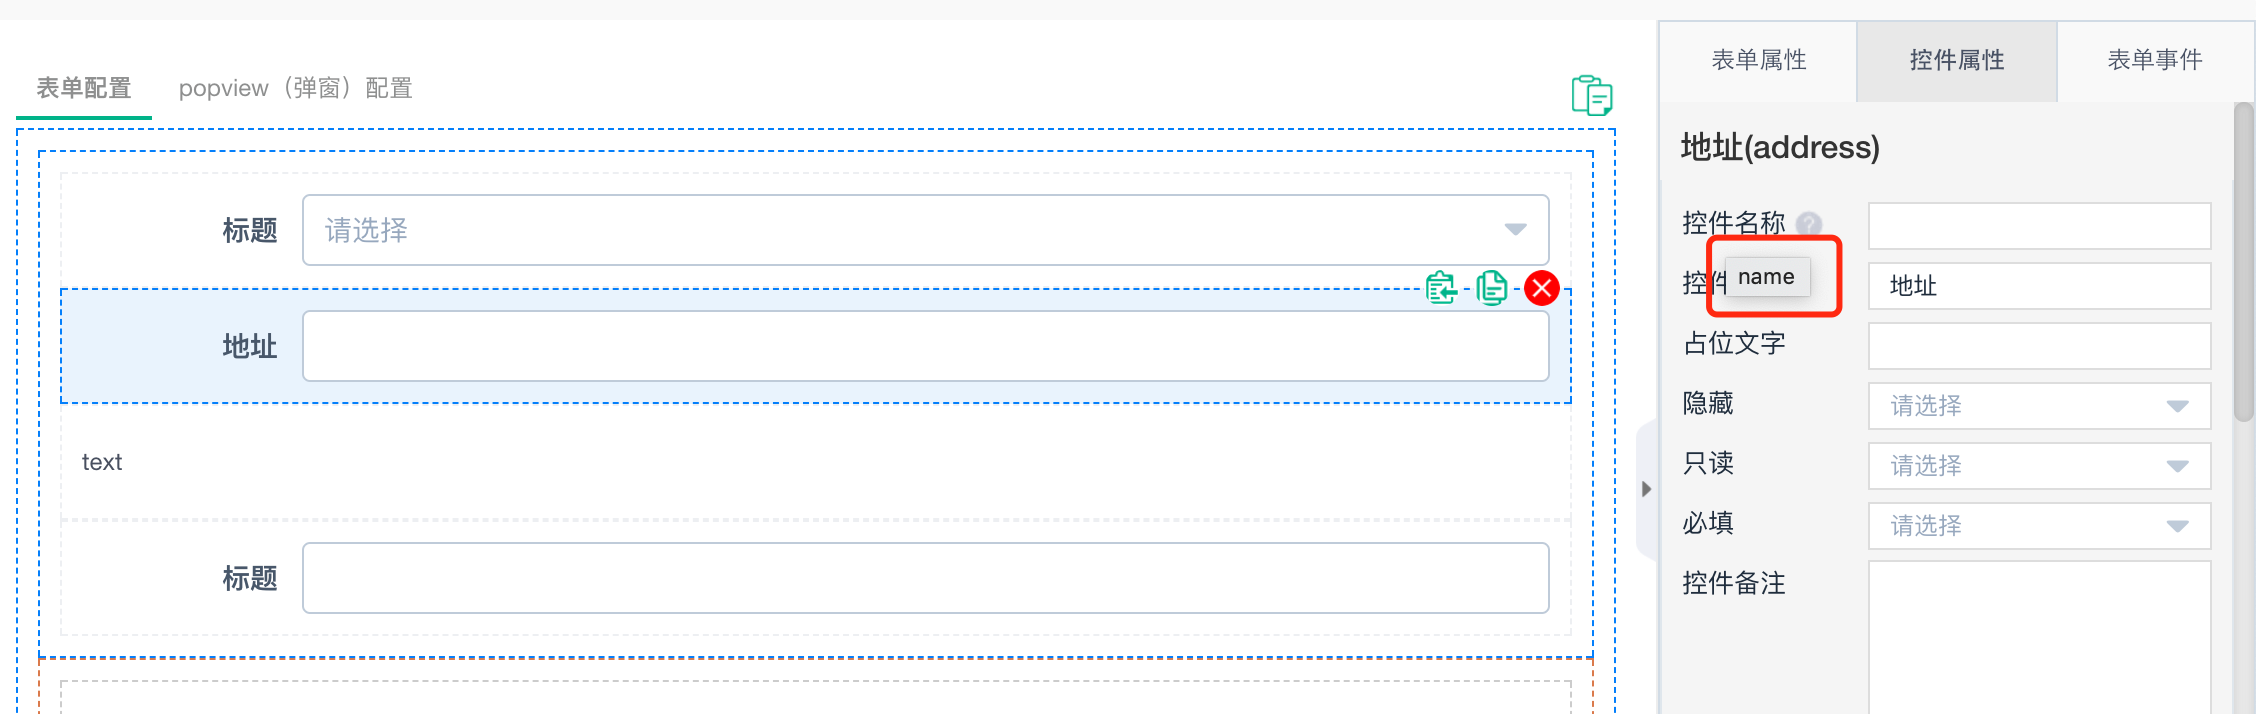 表单配置
popview（弹窗）配置
标题
请选择
地址
text
标题
表单属性
控件属性
表单事件
地址(address)
控件名称 ?
name
控件
地址
占位文字
隐藏
请选择
只读
请选择
必填
请选择
控件备注